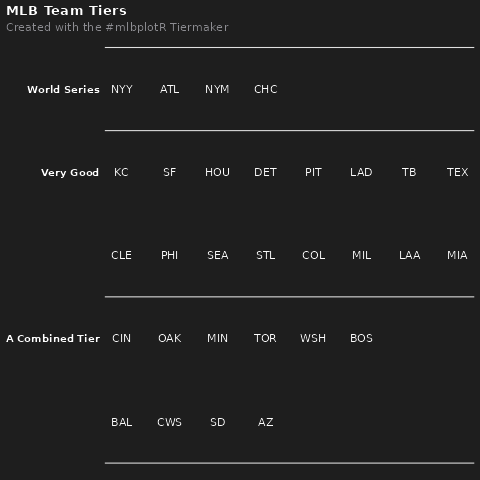 MLB Team Tiers
Created with the #mlbplotR Tiermaker
World Series NYY ATL NYM CHC
Very Good KC SF HOU DET PIT LAD TB TEX
CLE PHI SEA STL COL MIL LAA MIA
A Combined Tier CIN OAK MIN TOR WSH BOS
BAL CWS SD AZ